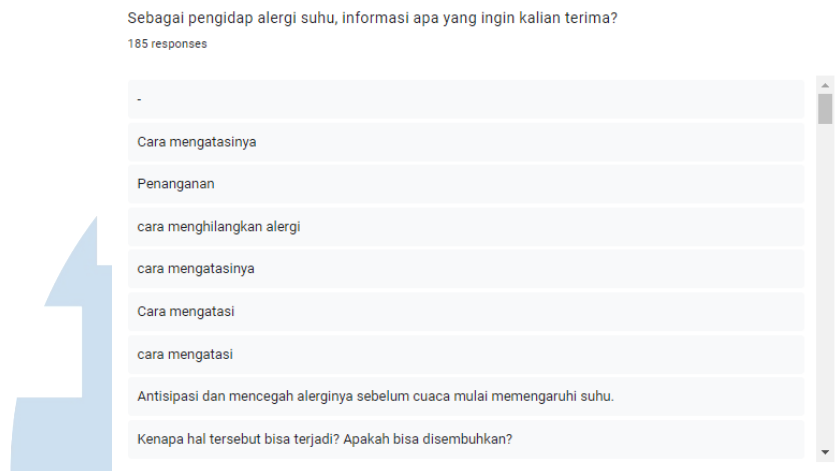 Sebagai pengidap alergi suhu, informasi apa yang ingin kalian terima?
185 responses
-
Cara mengatasinya
Penanganan
cara menghilangkan alergi
cara mengatasinya
Cara mengatasi
cara mengatasi
Antisipasi dan mencegah alerginya sebelum cuaca mulai memengaruhi suhu.
Kenapa hal tersebut bisa terjadi? Apakah bisa disembuhkan?